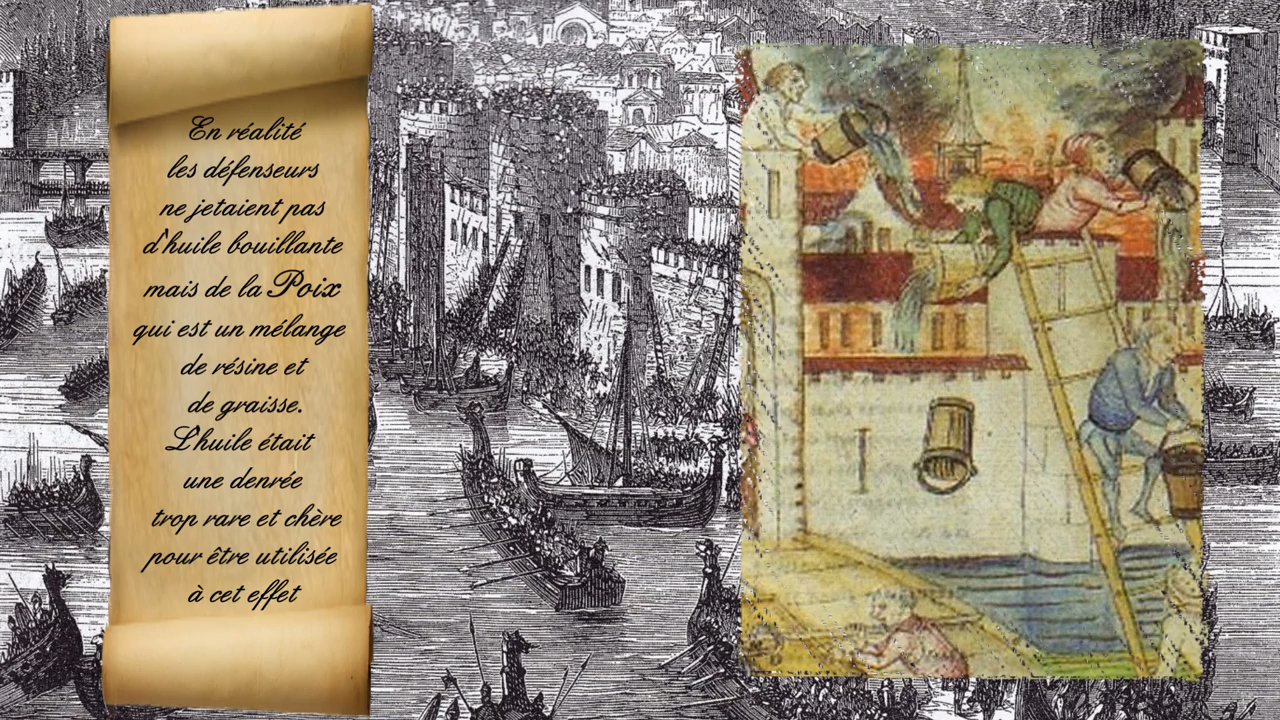 En réalité
les défenseurs
ne jetaient pas
d'huile bouillante
mais de la Poix
qui est un mélange
de résine et
de graisse.
L'huile était
une denrée
trop rare et chère
pour être utilisée
à cet effet